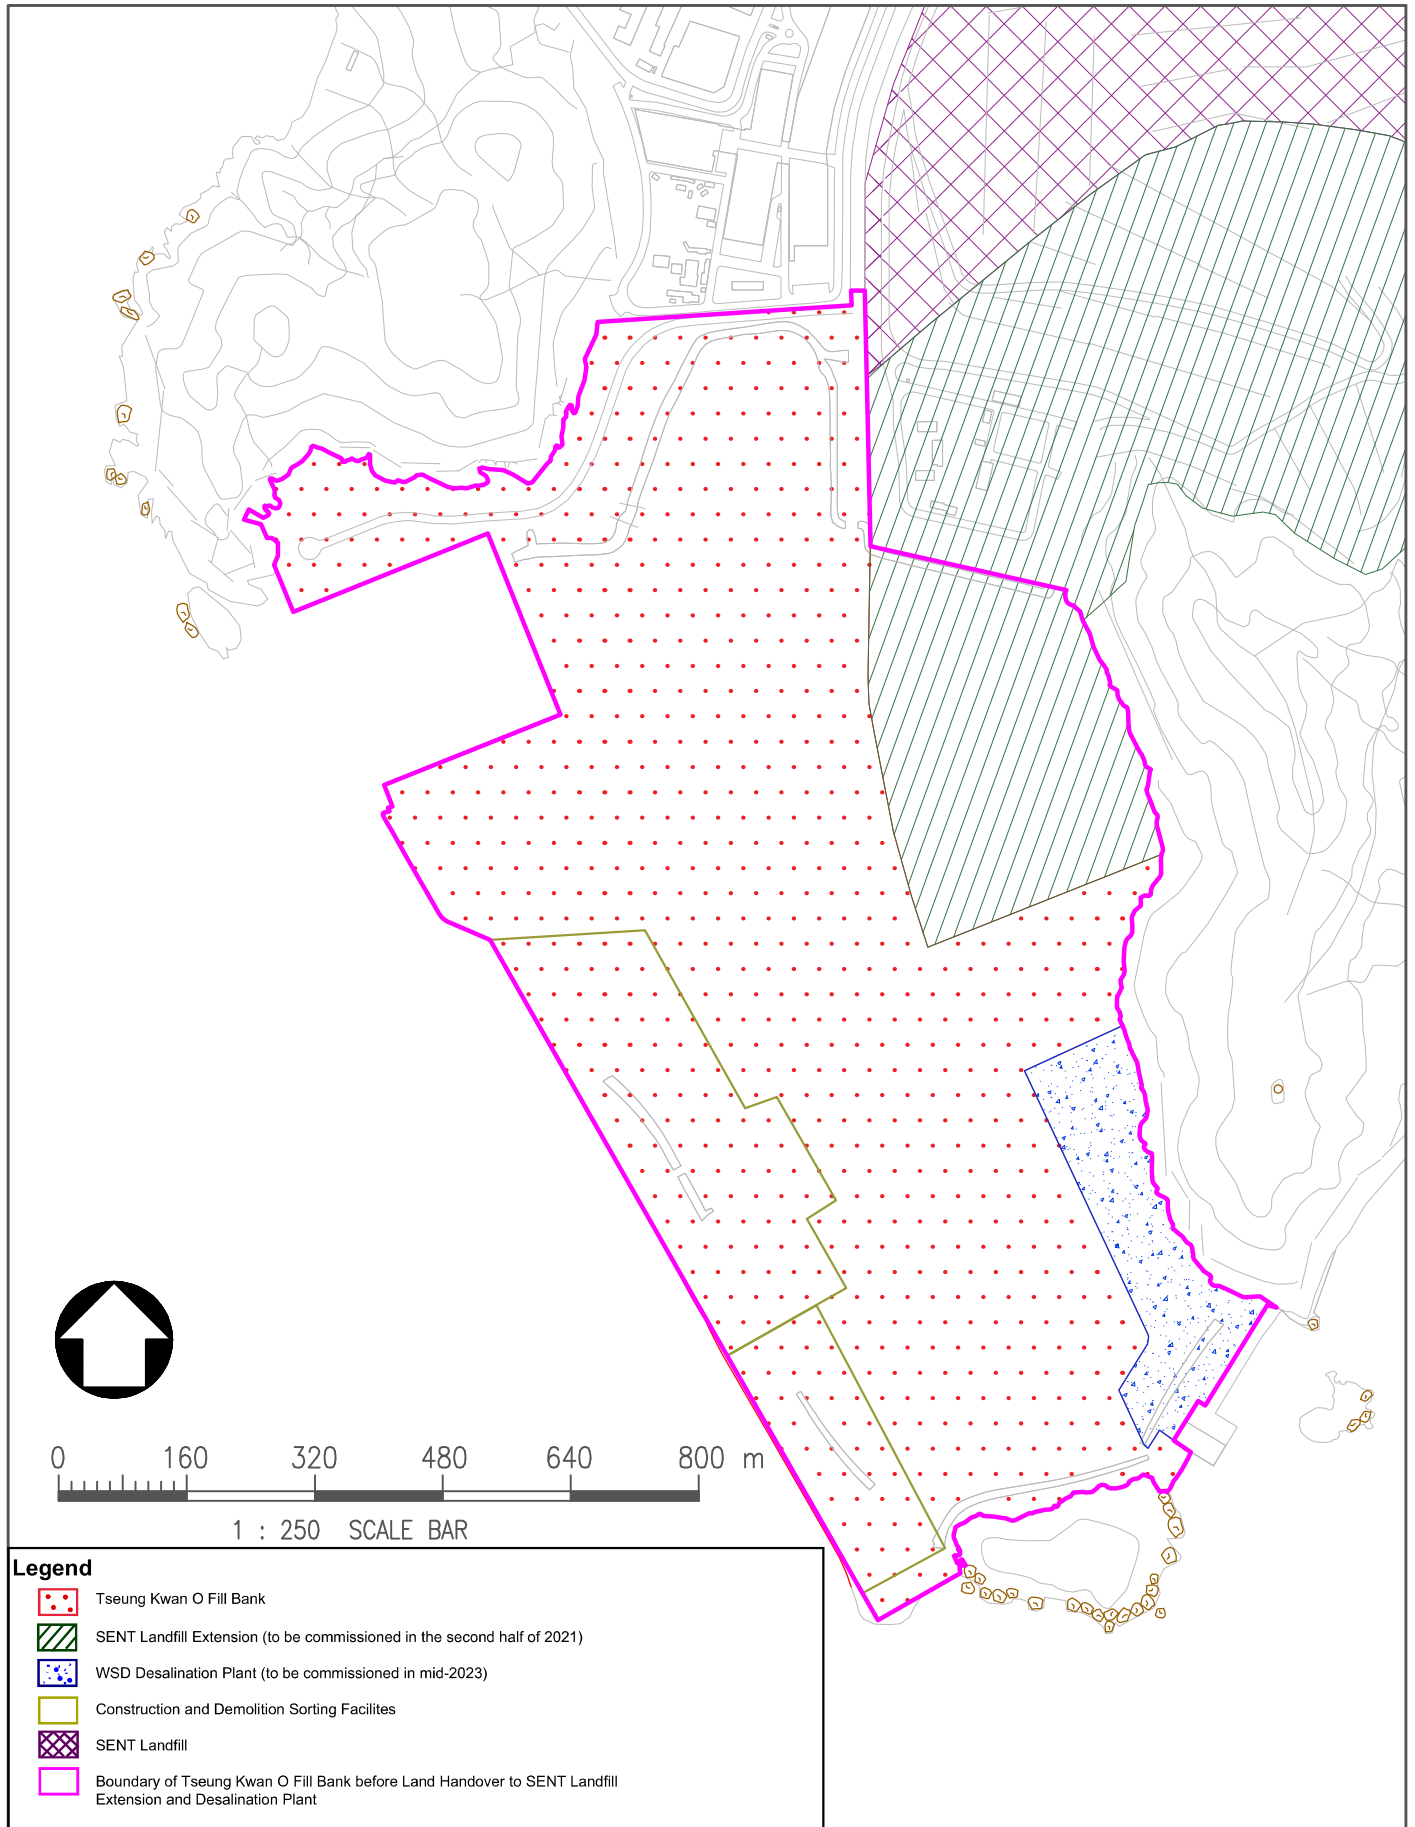 0 160 320 480 640 800 m
1 : 250 SCALE BAR
Legend
Tseung Kwan O Fill Bank
SENT Landfill Extension (to be commissioned in the second half of 2021)
WSD Desalination Plant (to be commissioned in mid-2023)
Construction and Demolition Sorting Facilites
SENT Landfill
Boundary of Tseung Kwan O Fill Bank before Land Handover to SENT Landfill
Extension and Desalination Plant